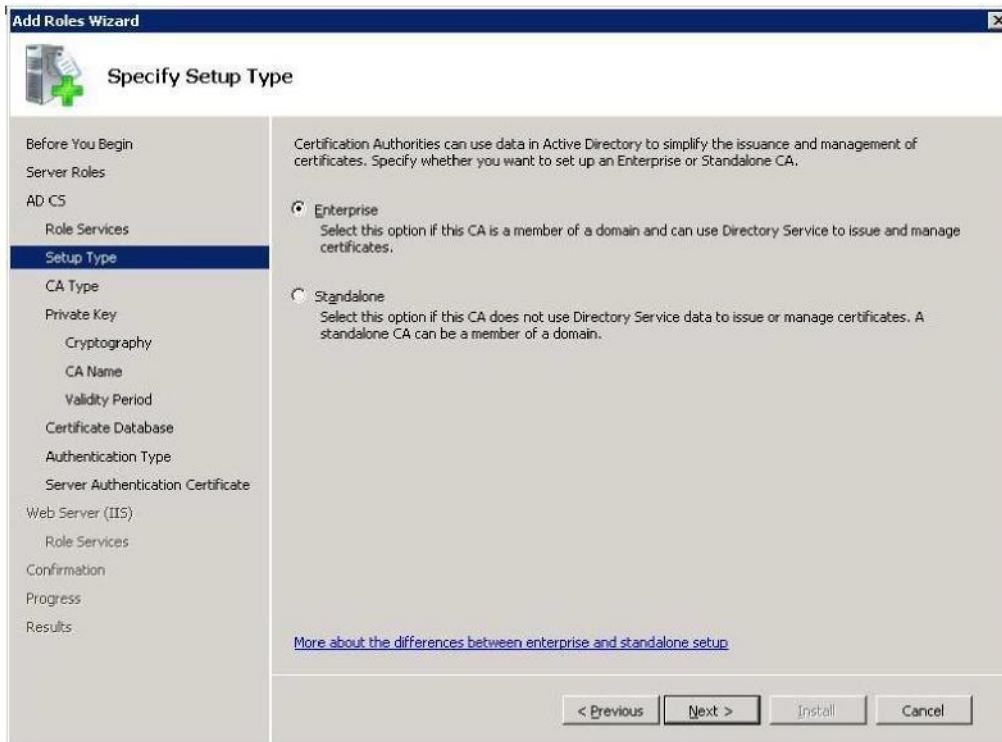 Add Roles Wizard
Specify Setup Type
Before You Begin
Server Roles
AD CS
Role Services
Setup Type
CA Type
Private Key
Cryptography
CA Name
Validity Period
Certificate Database
Authentication Type
Server Authentication Certificate
Web Server (IIS)
Role Services
Confirmation
Progress
Results
Certification Authorities can use data in Active Directory to simplify the issuance and management of
certificates. Specify whether you want to set up an Enterprise or Standalone CA.
Enterprise
Select this option if this CA is a member of a domain and can use Directory Service to issue and manage
certificates.
Standalone
Select this option if this CA does not use Directory Service data to issue or manage certificates. A
standalone CA can be a member of a domain.
More about the differences between enterprise and standalone setup
< Previous
Next >
Install
Cancel